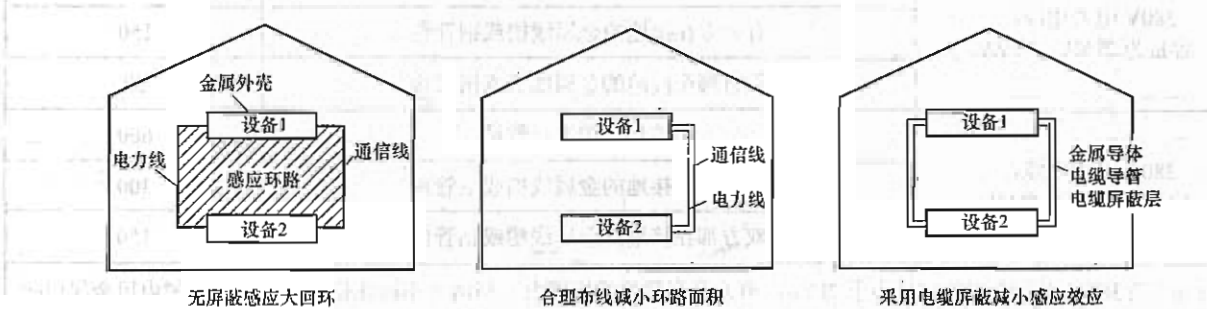 金属外壳
设备1
电力线
通信线
感应环路
设备2
无屏蔽感应大回环
设备1
通信线
电力线
设备2
合理布线减小环路面积
设备1
金属导体
电缆导管
电缆屏蔽层
设备2
采用电缆屏蔽减小感应效应